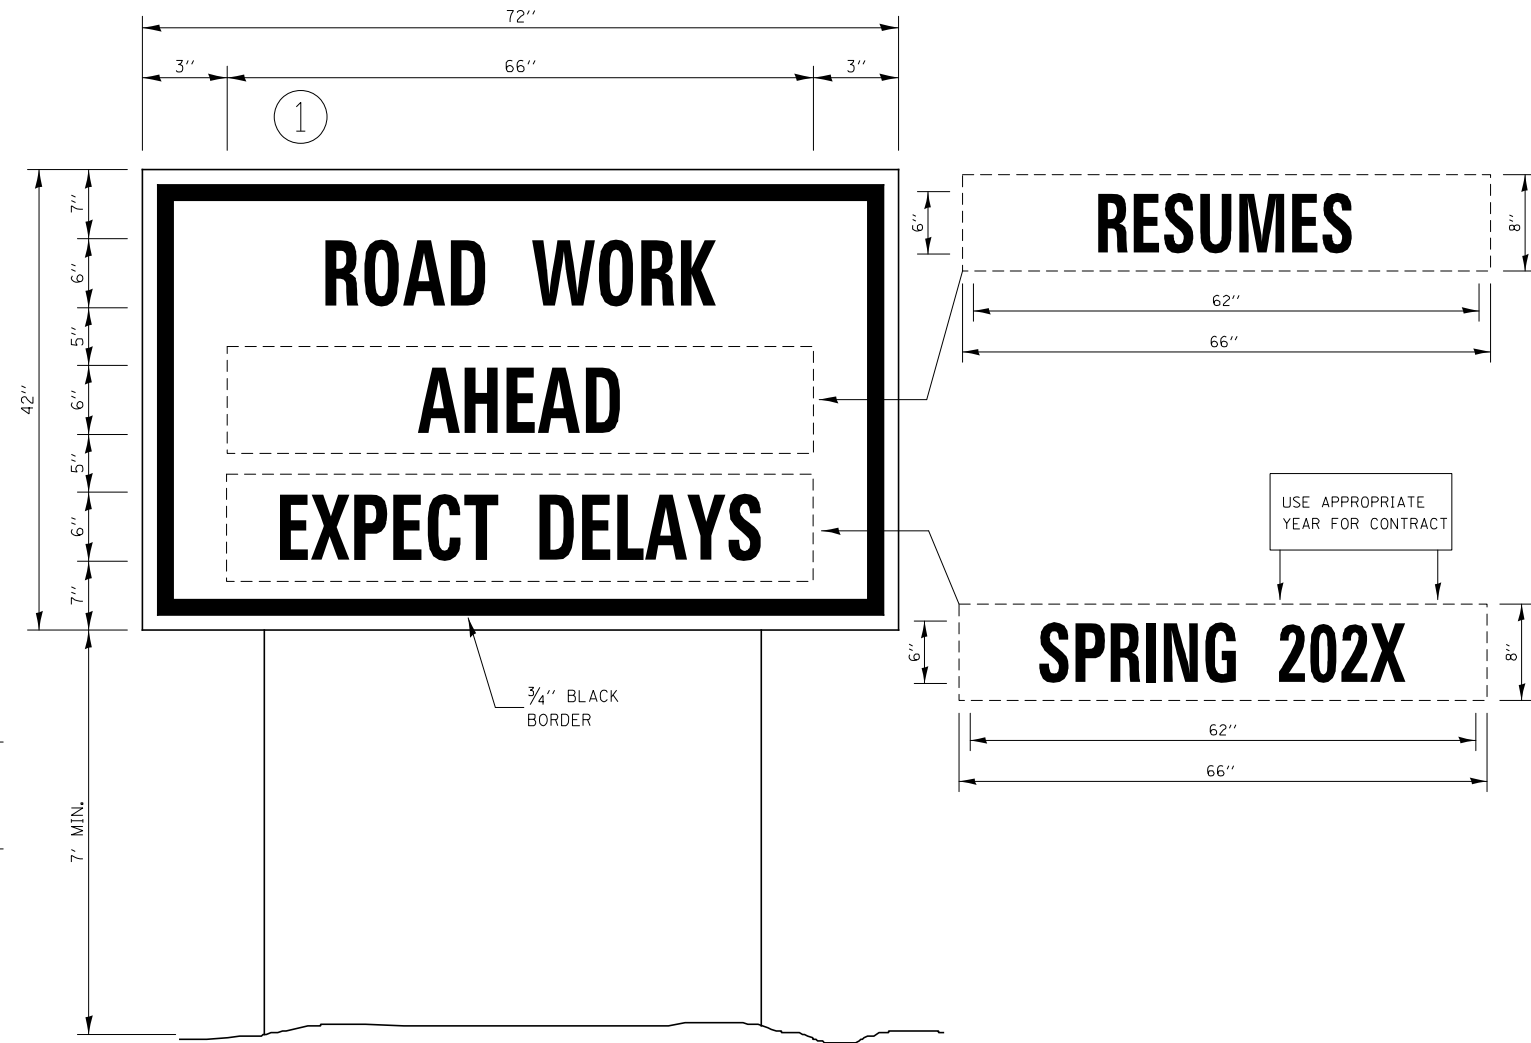 72''
3''
66''
3''
1
7''
6''
5''
6''
5''
6''
7''
42''
7' MIN.
ROAD WORK
AHEAD
EXPECT DELAYS
3/4'' BLACK
BORDER
6''
RESUMES
8''
62''
66''
USE APPROPRIATE
YEAR FOR CONTRACT
6''
SPRING 202X
8''
62''
66''